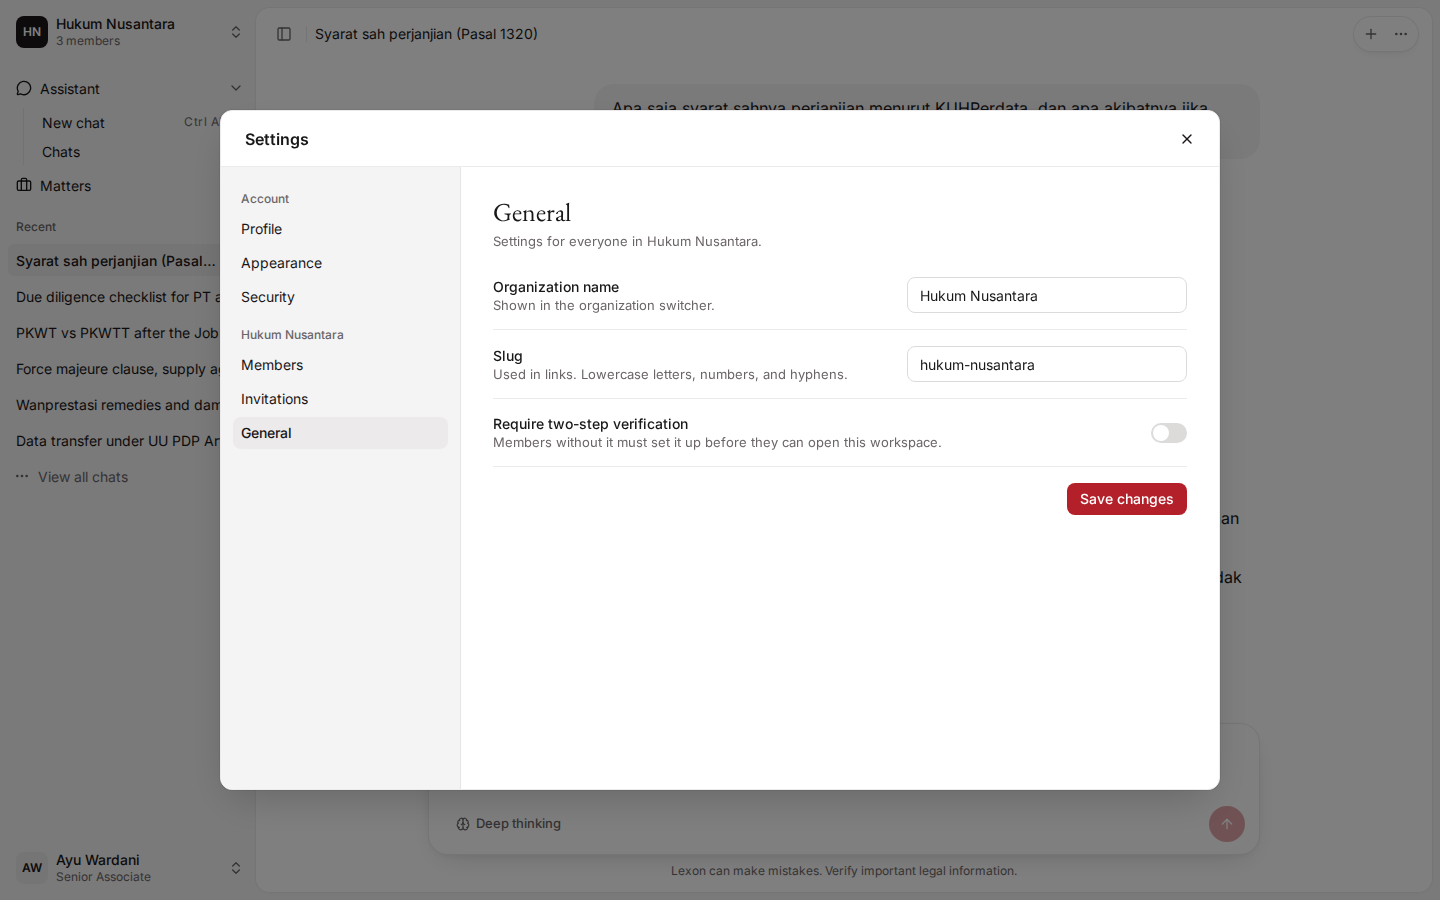 HN
Hukum Nusantara
3 members
Assistant
New chat
Ctrl A
Chats
Matters
Recent
Syarat sah perjanjian (Pasal...
Due diligence checklist for PT
PKWT vs PKWTT after the Job
Force majeure clause, supply
Wanprestasi remedies and dam
Data transfer under UU PDP Ar
View all chats
AW
Ayu Wardani
Senior Associate
Syarat sah perjanjian (Pasal 1320)
Apa saja syarat sahnya perjanjian menurut KUHPerdata, dan apa akibatnya jika
Settings
Account
Profile
Appearance
Security
Hukum Nusantara
Members
Invitations
General
General
Settings for everyone in Hukum Nusantara.
Organization name
Shown in the organization switcher.
Hukum Nusantara
Slug
Used in links. Lowercase letters, numbers, and hyphens.
hukum-nusantara
Require two-step verification
Members without it must set it up before they can open this workspace.
Save changes
an
dak
Deep thinking
Lexon can make mistakes. Verify important legal information.